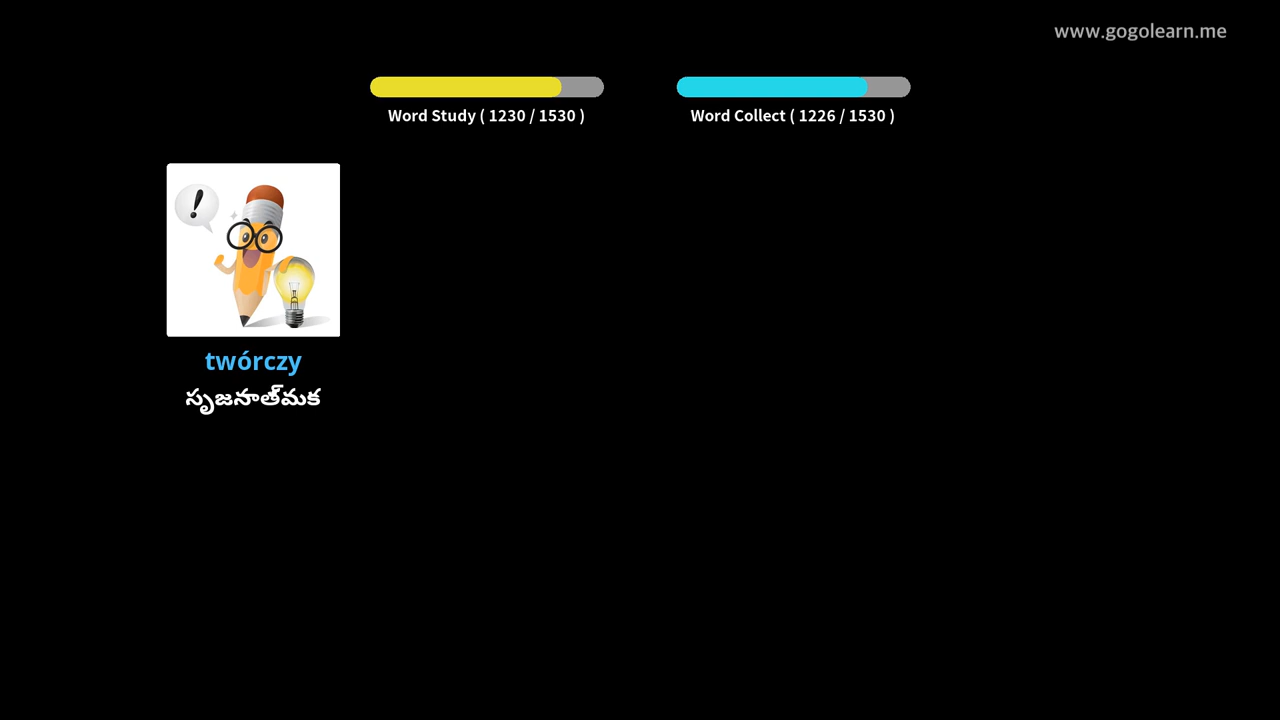 www.gogolearn.me
Word Study ( 1230 / 1530 )
Word Collect ( 1226 / 1530 )
!
twórczy
సృజనాత్మక